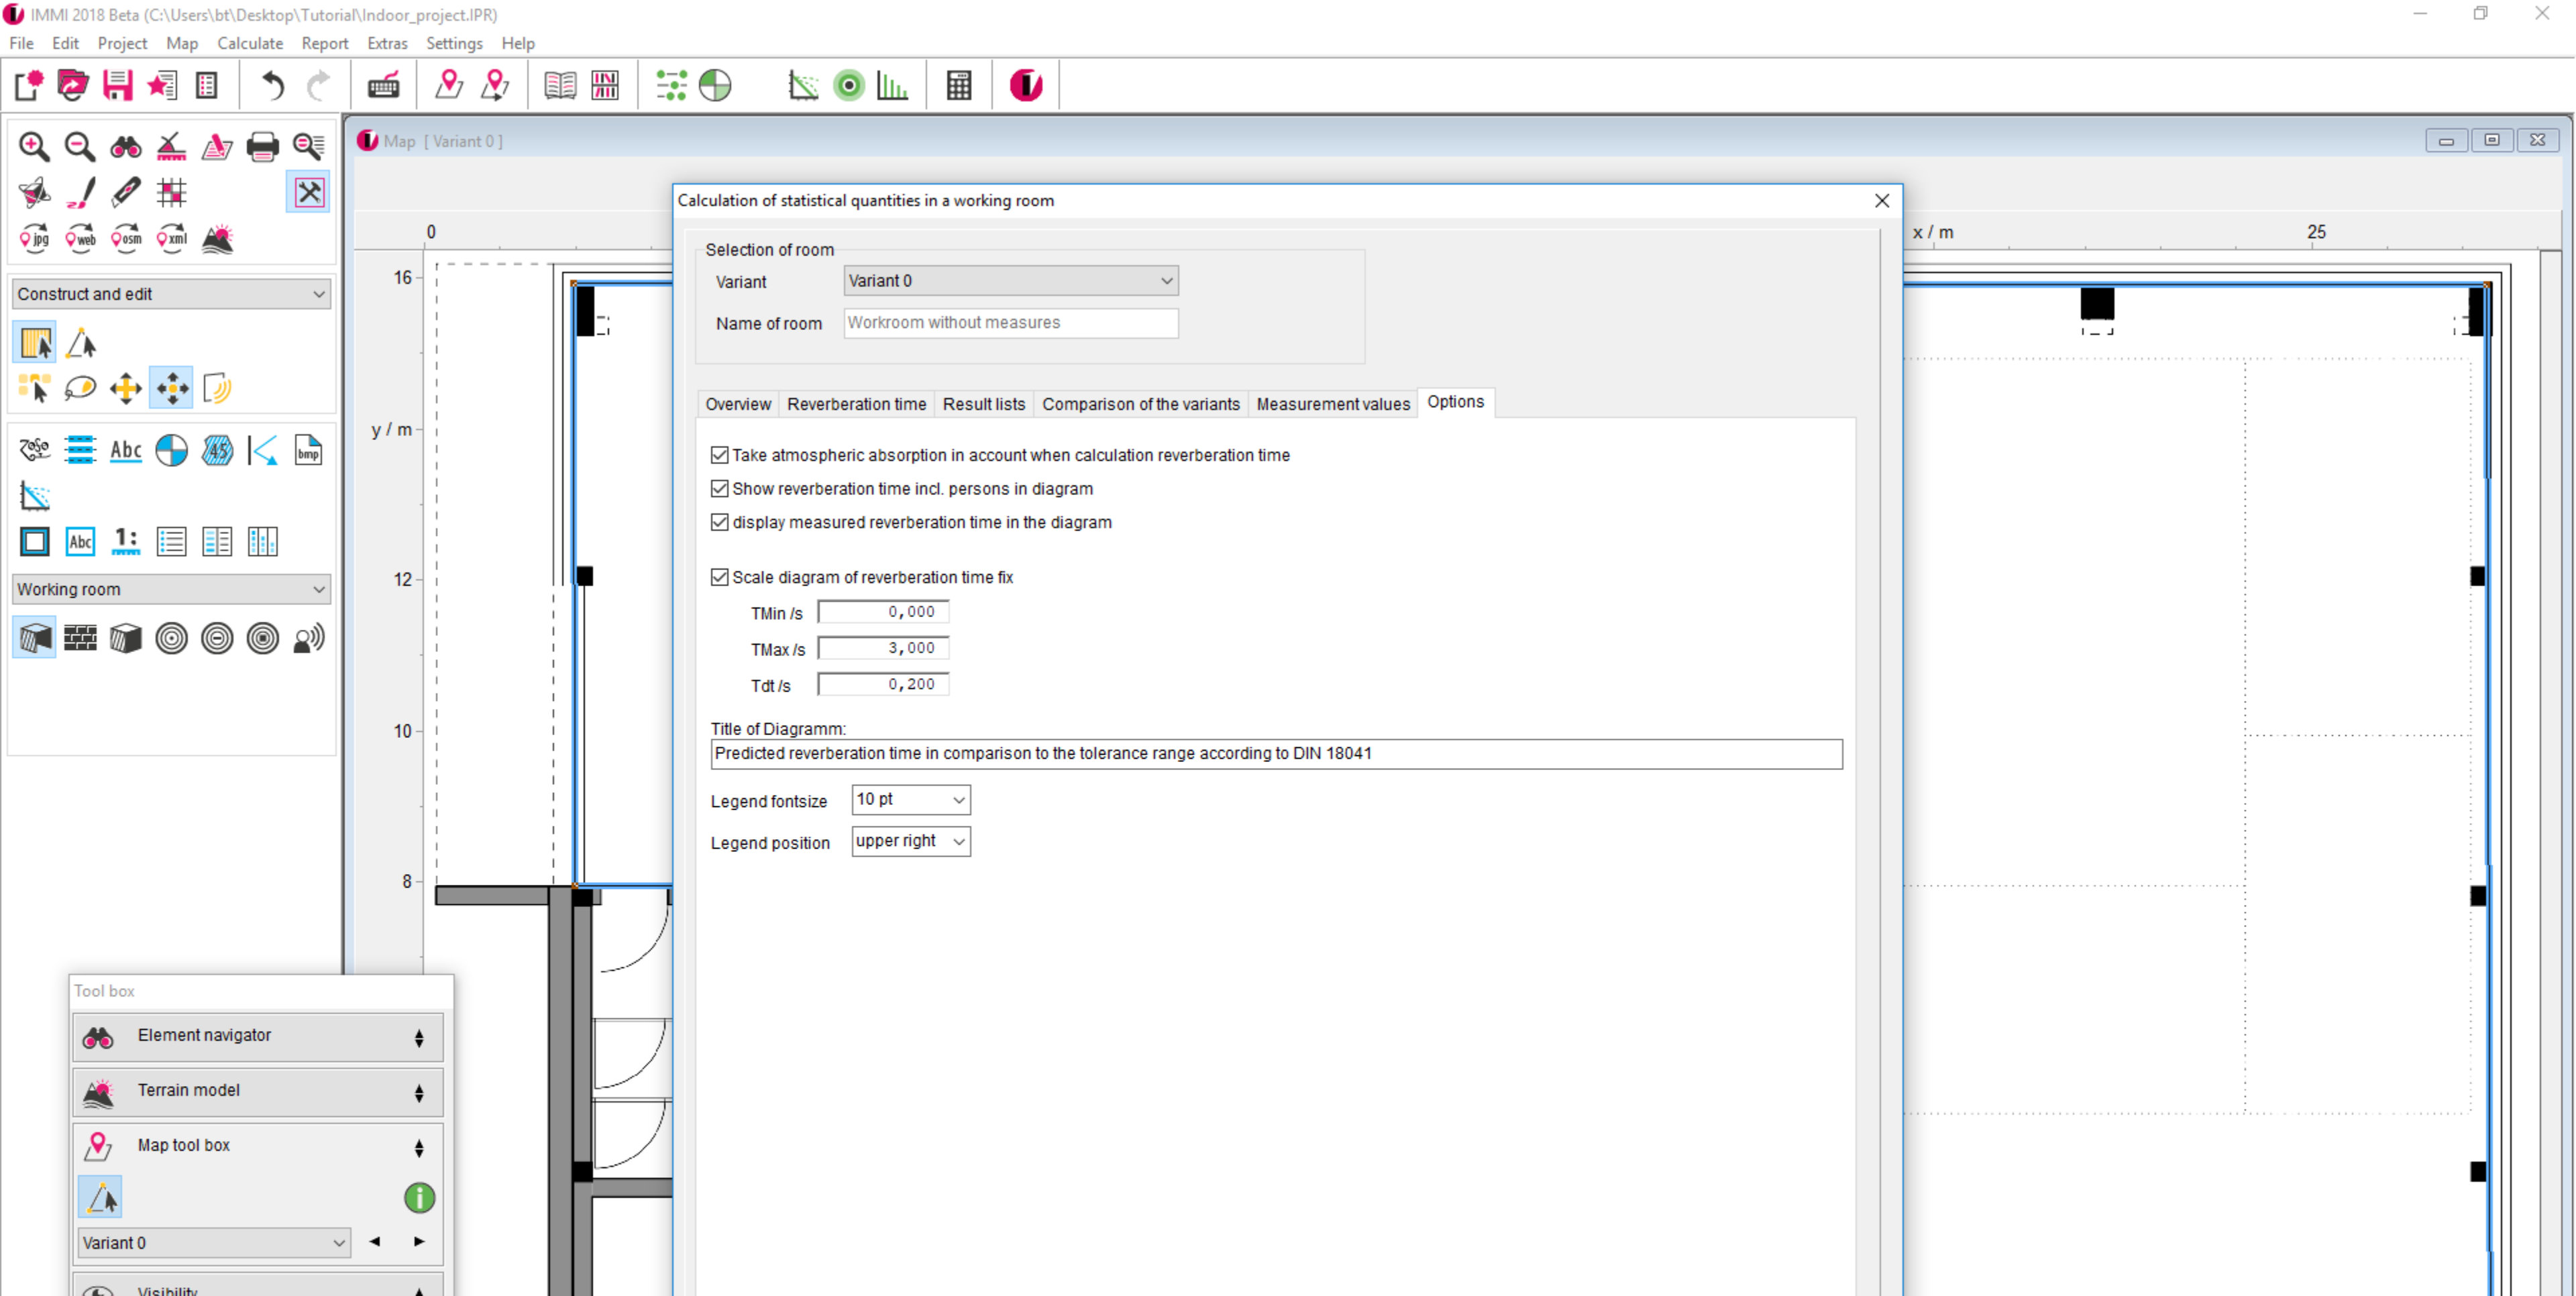 IMMI 2018 Beta (C:\Users\bt\Desktop\Tutorial\Indoor_project.IPR)
File Edit Project Map Calculate Report Extras Settings Help
Map [ Variant 0 ]
jpg web osm xml
Construct and edit
45 bmp
Abc
Abc 1:
Working room
0 x / m 25
16
y / m
12
10
8
Calculation of statistical quantities in a working room
Selection of room
Variant Variant 0
Name of room Workroom without measures
Overview Reverberation time Result lists Comparison of the variants Measurement values Options
Take atmospheric absorption in account when calculation reverberation time
Show reverberation time incl. persons in diagram
display measured reverberation time in the diagram
Scale diagram of reverberation time fix
TMin /s 0,000
TMax /s 3,000
Tdt /s 0,200
Title of Diagramm:
Predicted reverberation time in comparison to the tolerance range according to DIN 18041
Legend fontsize 10 pt
Legend position upper right
Tool box
Element navigator
Terrain model
Map tool box
Variant 0
Visibility